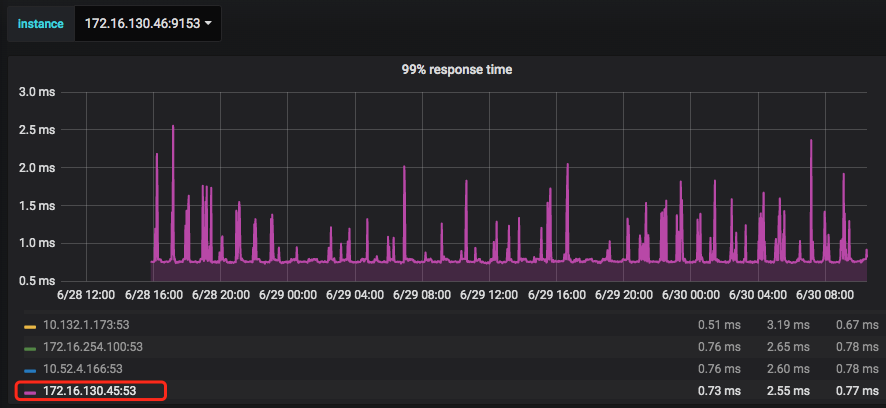 instance 172.16.130.46:9153
99% response time
3.0 ms
2.5 ms
2.0 ms
1.5 ms
1.0 ms
0.5 ms
6/28 12:00 6/28 16:00 6/28 20:00 6/29 00:00 6/29 04:00 6/29 08:00 6/29 12:00 6/29 16:00 6/29 20:00 6/30 00:00 6/30 04:00 6/30 08:00
10.132.1.173:53 0.51 ms 3.19 ms 0.67 ms
172.16.254.100:53 0.76 ms 2.65 ms 0.78 ms
10.52.4.166:53 0.76 ms 2.60 ms 0.78 ms
172.16.130.45:53 0.73 ms 2.55 ms 0.77 ms